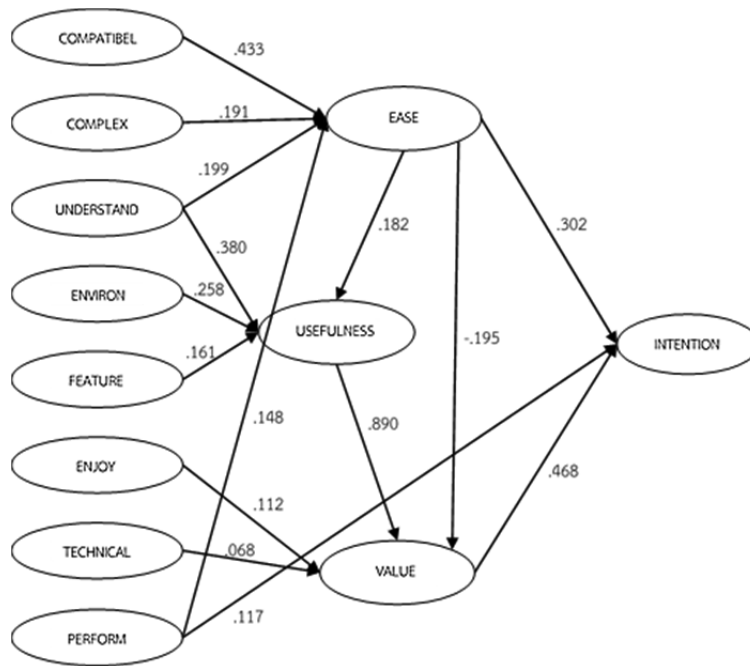 COMPATIBEL
.433
COMPLEX
.191
EASE
.199
UNDERSTAND
.182
.302
.380
ENVIRON
.258
USEFULNESS
-.195
INTENTION
.161
FEATURE
.148
.890
ENJOY
.112
.468
TECHNICAL
.068
VALUE
.117
PERFORM